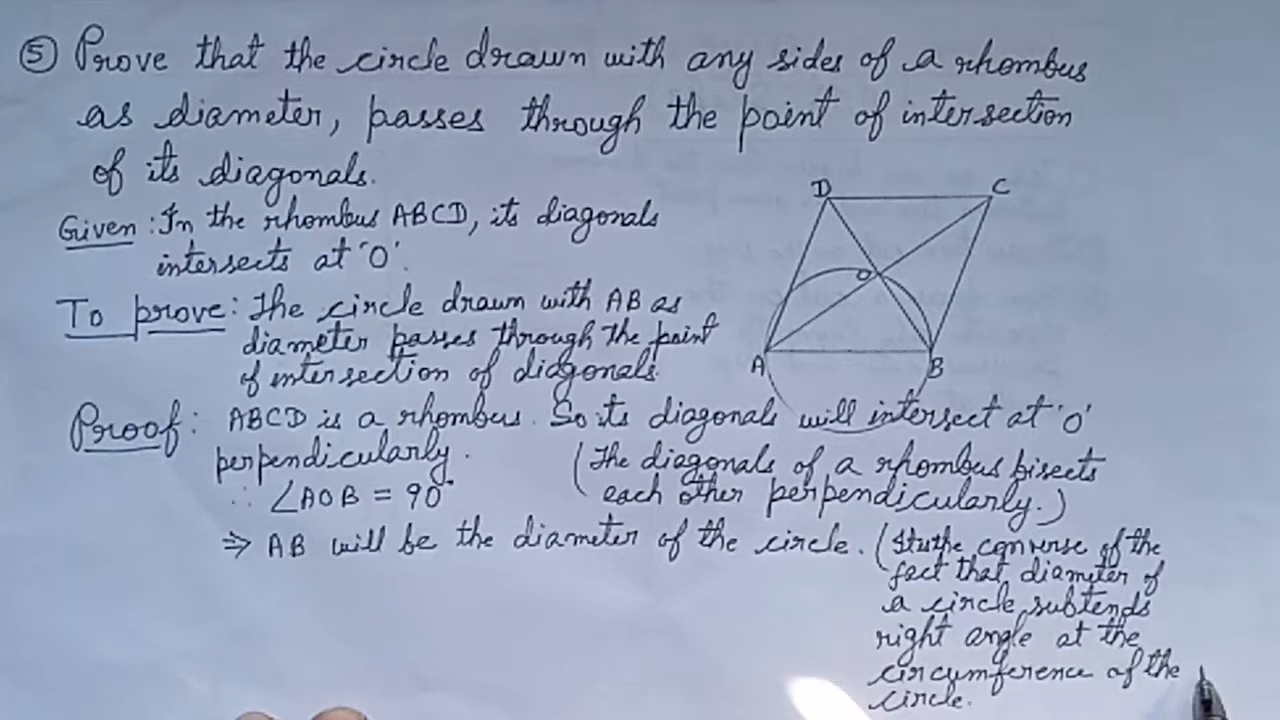 ⑤ Prove that the circle drawn with any sides of a rhombus
as diameter, passes through the point of intersection
of its diagonals.
Given: In the rhombus ABCD, its diagonals
intersects at 'O'.
To prove: The circle drawn with AB as
diameter passes through the point
of intersection of diagonals.
D C
O
A B
Proof: ABCD is a rhombus. So its diagonals will intersect at 'O'
perpendicularly. (The diagonals of a rhombus bisects
each other perpendicularly.)
∴ ∠AOB = 90°
⇒ AB will be the diameter of the circle. (It is the converse of the
fact that diameter of
a circle subtends
right angle at the
circumference of the
circle.